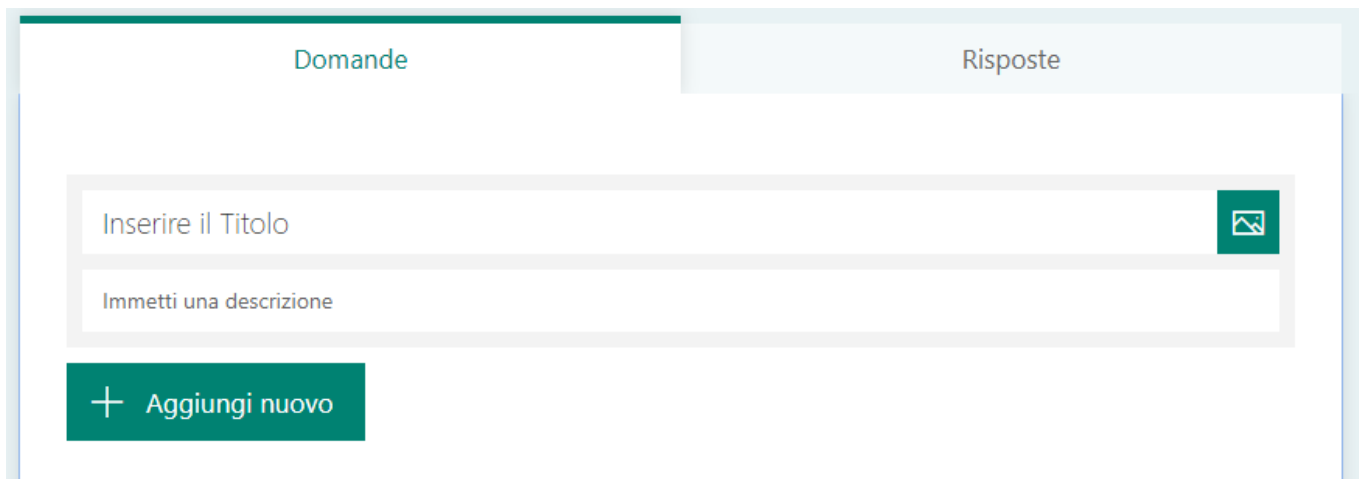 Domande
Risposte
Inserire il Titolo
Immetti una descrizione
Aggiungi nuovo